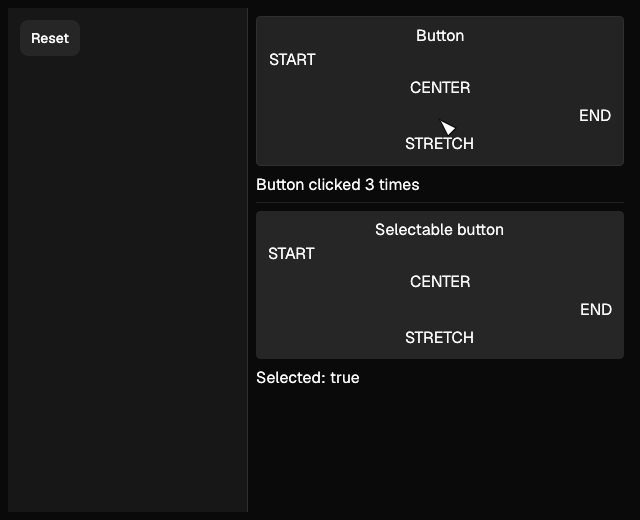 Reset
Button
START
CENTER
END
STRETCH
Button clicked 3 times
Selectable button
START
CENTER
END
STRETCH
Selected: true